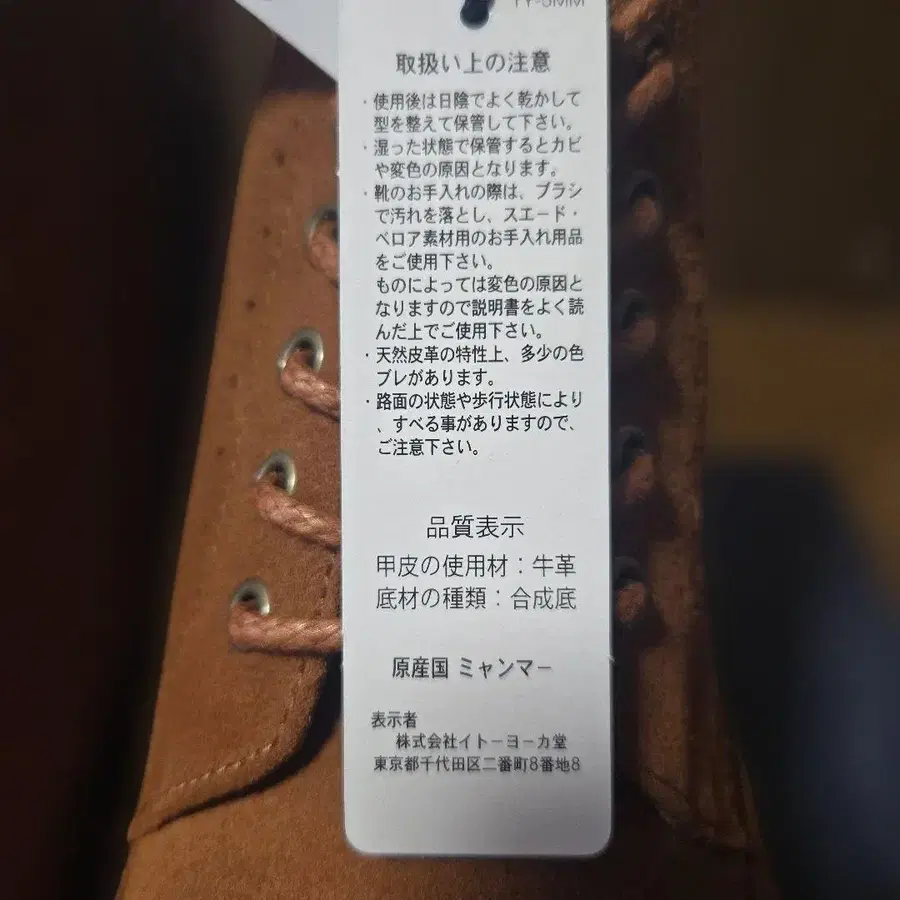 取扱い上の注意
・使用後は日陰でよく乾かして
型を整えて保管して下さい。
・湿った状態で保管するとカビ
や変色の原因となります。
・靴のお手入れの際は、ブラシ
で汚れを落とし、スエード・
ベロア素材用のお手入れ用品
をご使用下さい。
ものによっては変色の原因と
なりますので説明書をよく読
んだ上でご使用下さい。
・天然皮革の特性上、多少の色
ブレがあります。
・路面の状態や歩行状態により
、すべる事がありますので、
ご注意下さい。
品質表示
甲皮の使用材：牛革
底材の種類：合成底
原産国 ミャンマー
表示者
株式会社イトーヨーカ堂
東京都千代田区二番町8番地8